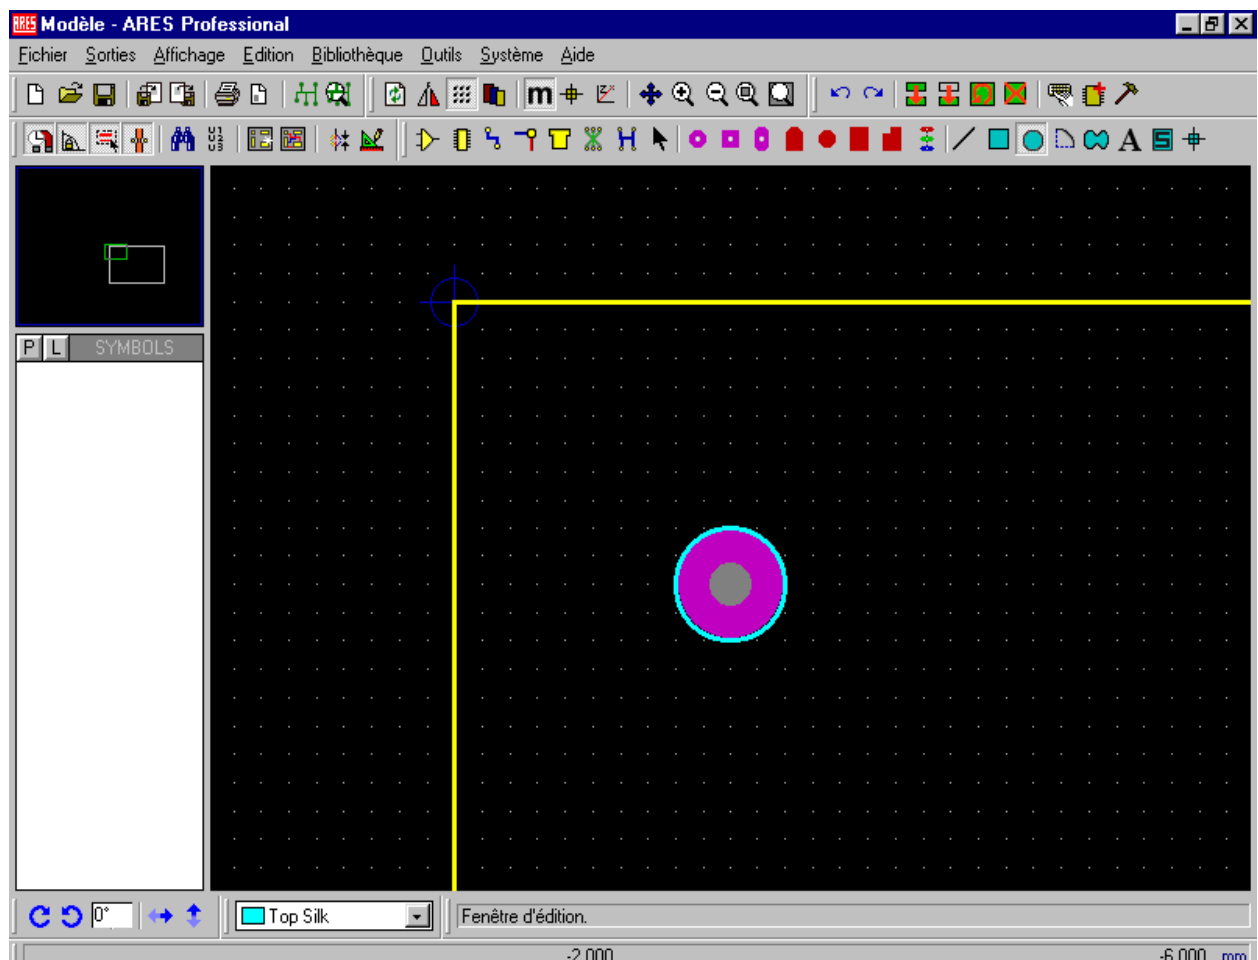 ARES Modèle - ARES Professional
Fichier Sorties Affichage Edition Bibliothèque Outils Système Aide
m
A S
P L SYMBOLS
0° Top Silk Fenêtre d'édition.
-2.000 -6.000 mm